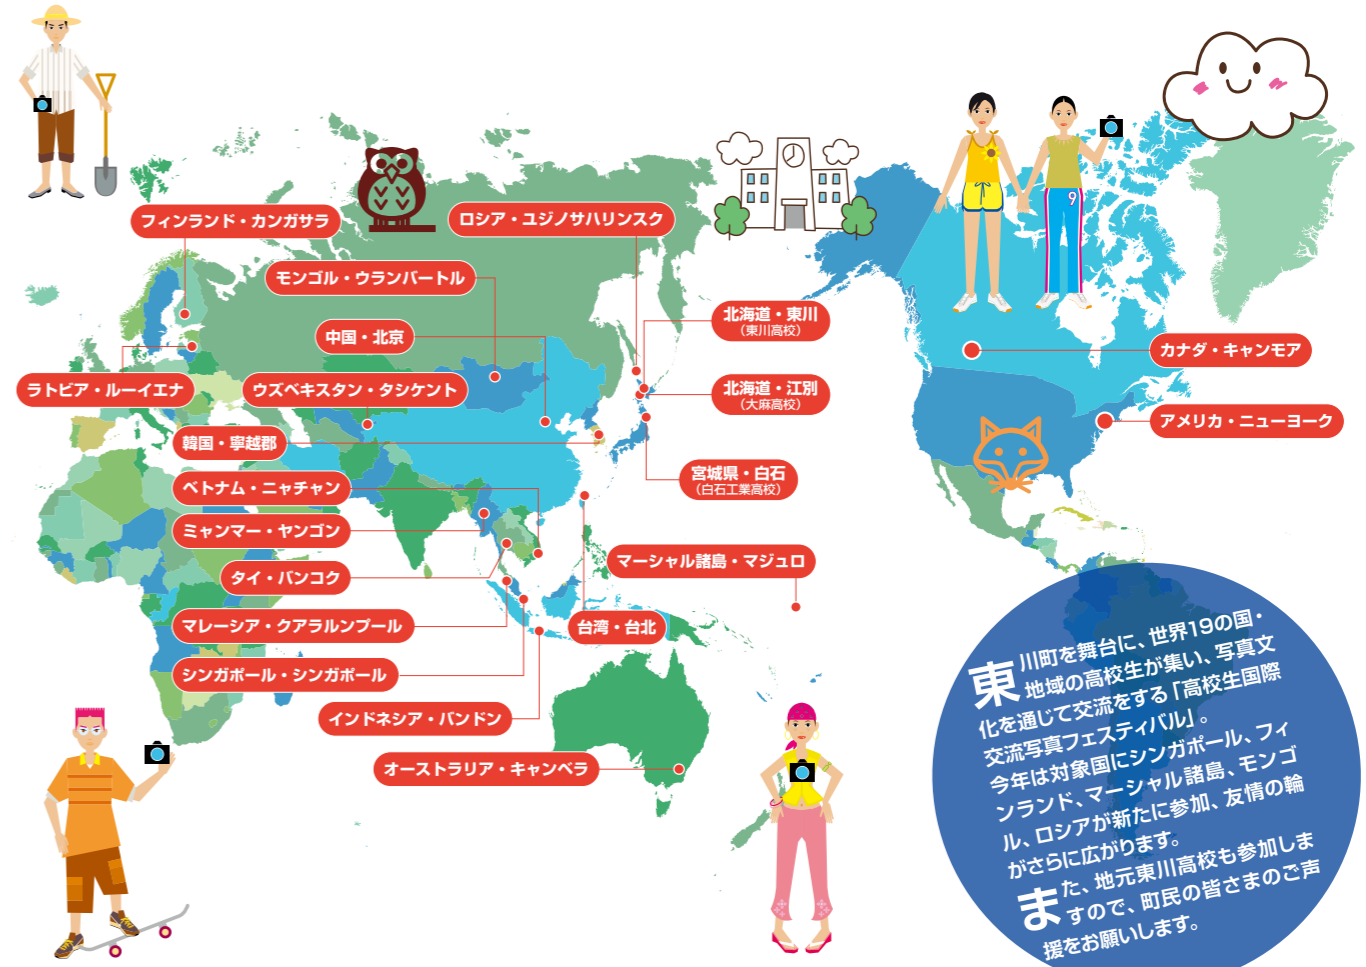 フィンランド・カンガサラ
ロシア・ユジノサハリンスク
モンゴル・ウランバートル
北海道・東川
（東川高校）
中国・北京
カナダ・キャンモア
ラトビア・ルーイエナ
ウズベキスタン・タシケント
北海道・江別
（大麻高校）
アメリカ・ニューヨーク
韓国・寧越郡
宮城県・白石
（白石工業高校）
ベトナム・ニャチャン
ミャンマー・ヤンゴン
マーシャル諸島・マジュロ
タイ・バンコク
マレーシア・クアラルンプール
台湾・台北
シンガポール・シンガポール
インドネシア・バンドン
オーストラリア・キャンベラ
9
東川町を舞台に、世界19の国・
地域の高校生が集い、写真文
化を通じて交流をする「高校生国際
交流写真フェスティバル」。
今年は対象国にシンガポール、フィ
ンランド、マーシャル諸島、モンゴ
ル、ロシアが新たに参加、友情の輪
がさらに広がります。
また、地元東川高校も参加しま
すので、町民の皆さまのご声
援をお願いします。